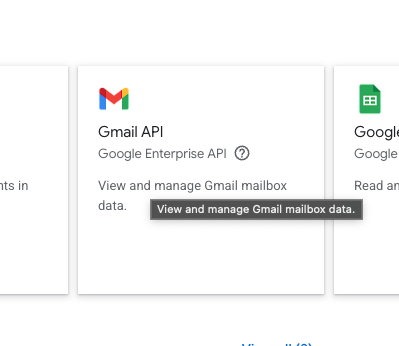 Gmail API
Google Enterprise API
View and manage Gmail mailbox
data.
View and manage Gmail mailbox data.
nts in
Google
Google
Read an